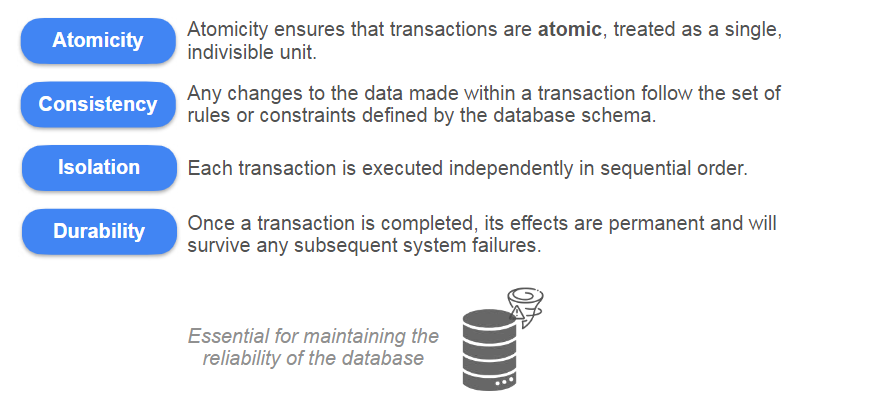 Atomicity
Atomicity ensures that transactions are atomic, treated as a single,
indivisible unit.
Consistency
Any changes to the data made within a transaction follow the set of
rules or constraints defined by the database schema.
Isolation
Each transaction is executed independently in sequential order.
Durability
Once a transaction is completed, its effects are permanent and will
survive any subsequent system failures.
Essential for maintaining the
reliability of the database